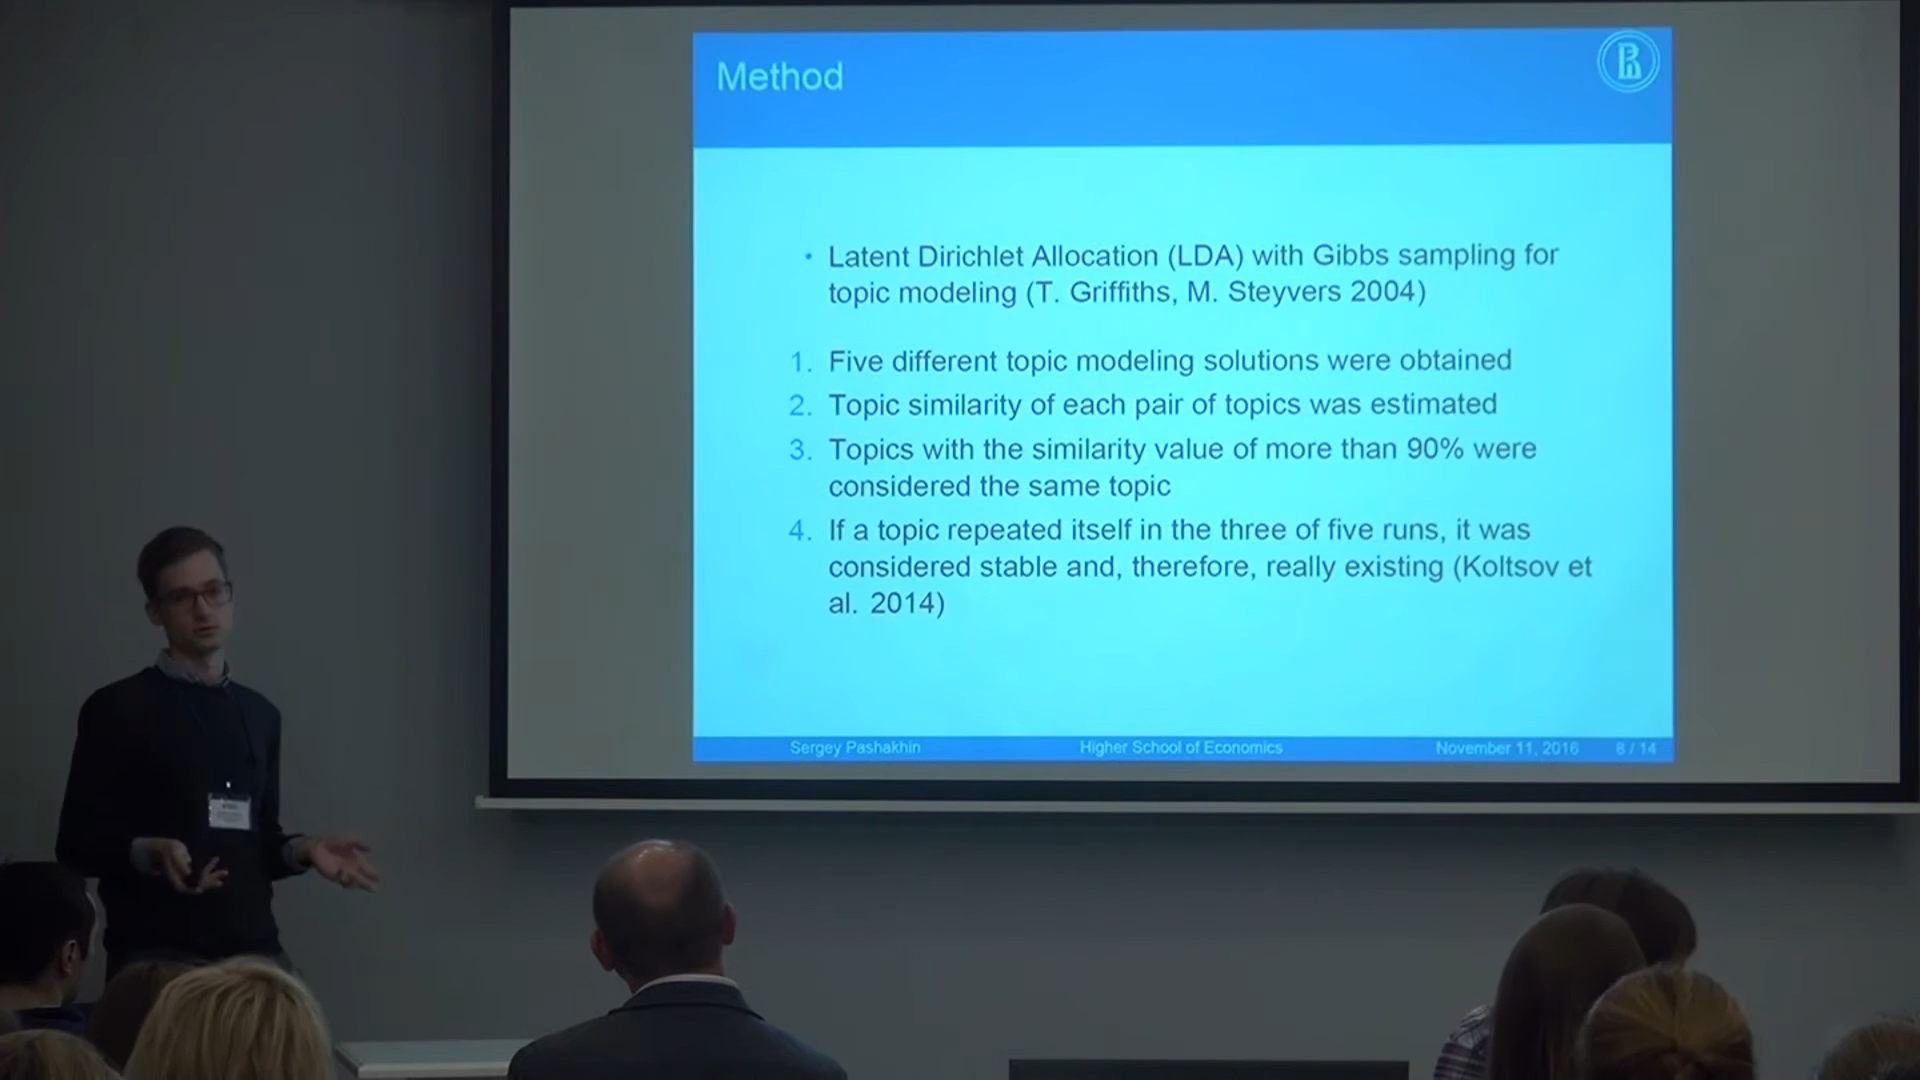 Method
• Latent Dirichlet Allocation (LDA) with Gibbs sampling for
topic modeling (T. Griffiths, M. Steyvers 2004)
1. Five different topic modeling solutions were obtained
2. Topic similarity of each pair of topics was estimated
3. Topics with the similarity value of more than 90% were
considered the same topic
4. If a topic repeated itself in the three of five runs, it was
considered stable and, therefore, really existing (Koltsov et
al. 2014)
Sergey Pashakhin Higher School of Economics November 11, 2016 8 / 14